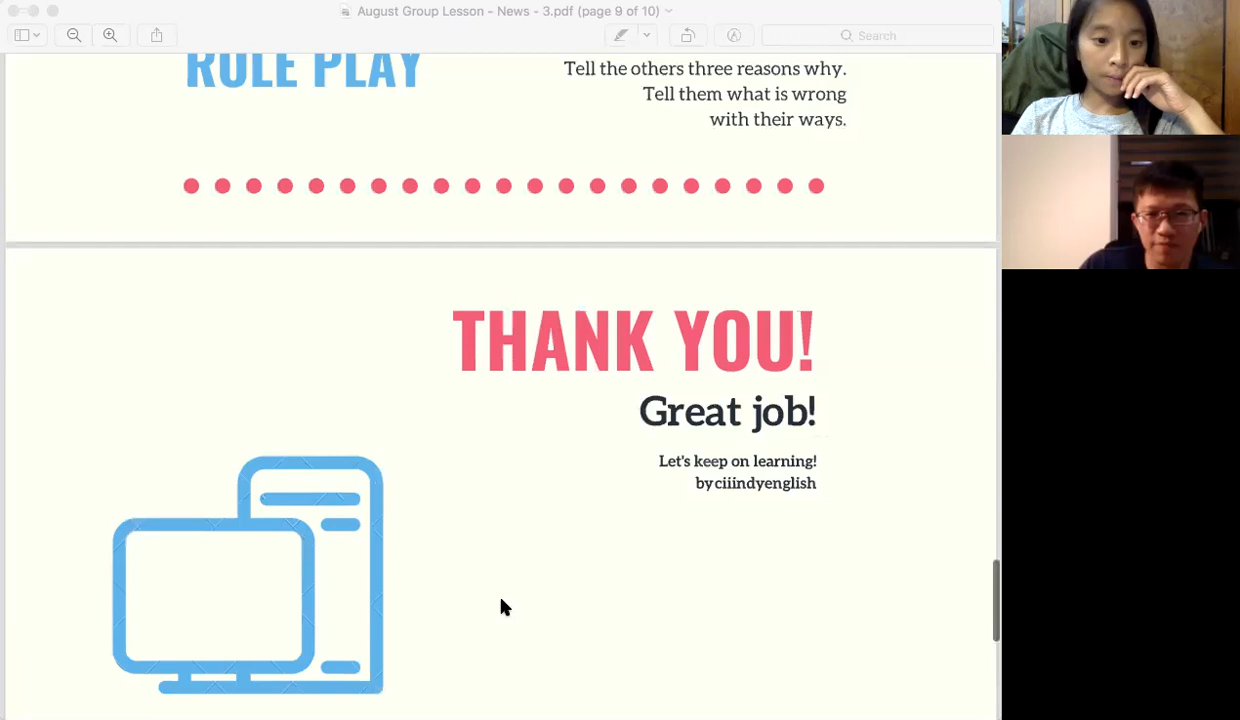 August Group Lesson - News - 3.pdf (page 9 of 10)
Search
ROLE PLAY
Tell the others three reasons why.
Tell them what is wrong
with their ways.
THANK YOU!
Great job!
Let's keep on learning!
by ciiindyenglish